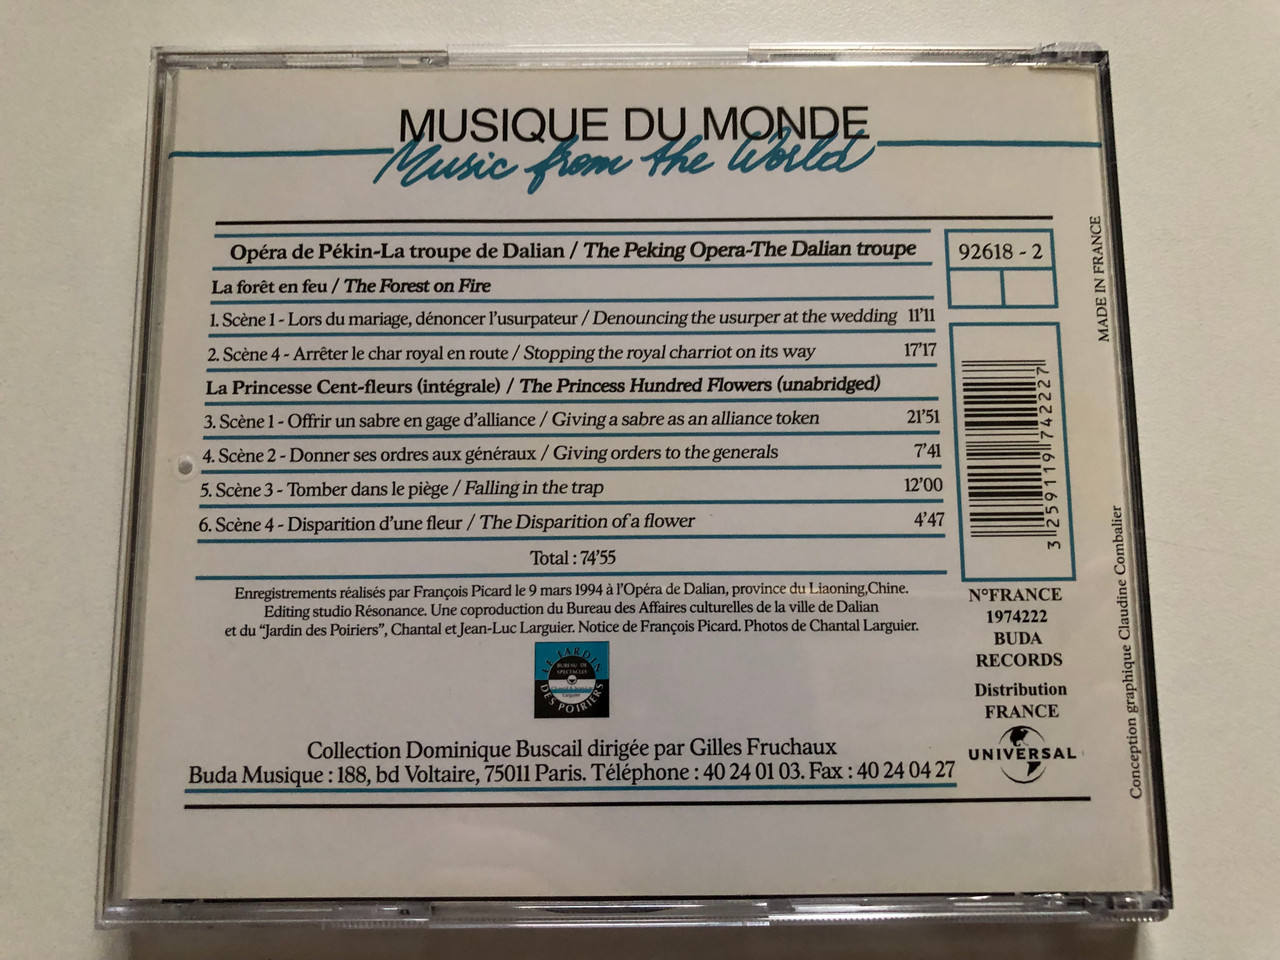 MUSIQUE DU MONDE
Music from the World
Opéra de Pékin-La troupe de Dalian / The Peking Opera-The Dalian troupe
La forêt en feu / The Forest on Fire
1. Scène 1 - Lors du mariage, dénoncer l'usurpateur / Denouncing the usurper at the wedding 11'11
2. Scène 4 - Arrêter le char royal en route / Stopping the royal charriot on its way 17'17
La Princesse Cent-fleurs (intégrale) / The Princess Hundred Flowers (unabridged)
3. Scène 1 - Offrir un sabre en gage d'alliance / Giving a sabre as an alliance token 21'51
4. Scène 2 - Donner ses ordres aux généraux / Giving orders to the generals 7'41
5. Scène 3 - Tomber dans le piège / Falling in the trap 12'00
6. Scène 4 - Disparition d'une fleur / The Disparition of a flower 4'47
Total : 74'55
Enregistrements réalisés par François Picard le 9 mars 1994 à l'Opéra de Dalian, province du Liaoning,Chine.
Editing studio Résonance. Une coproduction du Bureau des Affaires culturelles de la ville de Dalian
et du "Jardin des Poiriers", Chantal et Jean-Luc Larguier. Notice de François Picard. Photos de Chantal Larguier.
LE JARDIN
BUREAU DE
SPECTACLES
Larguier
DES POIRIERS
Collection Dominique Buscail dirigée par Gilles Fruchaux
Buda Musique : 188, bd Voltaire, 75011 Paris. Téléphone : 40 24 01 03. Fax : 40 24 04 27
92618 - 2
3 259119 742227
N°FRANCE
1974222
BUDA
RECORDS
Distribution
FRANCE
UNIVERSAL
MADE IN FRANCE
Conception graphique Claudine Combalier